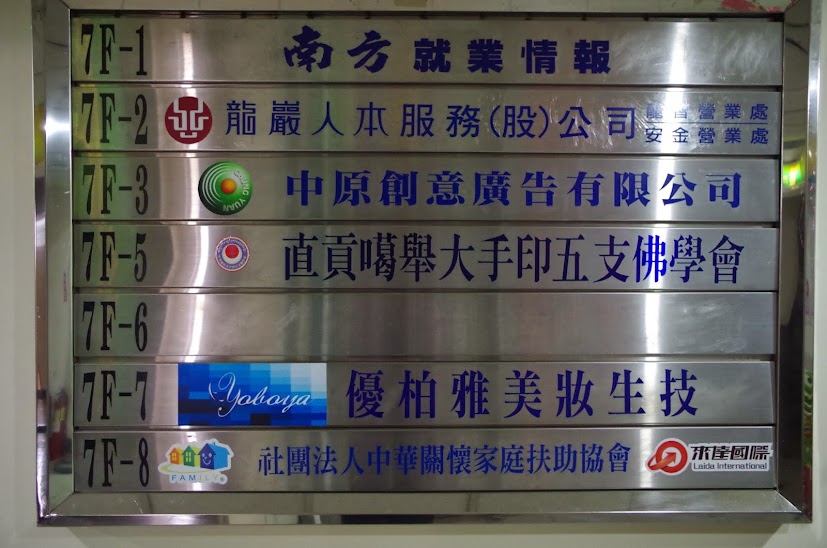 7F-1 南方就業情報
7F-2 龍巖人本服務(股)公司 龍富營業處
安金營業處
7F-3 CHUNG YUAN 中原創意廣告有限公司
7F-5 直貢噶舉大手印五支佛學會
7F-6
7F-7 Yoboya 優柏雅美妝生技
7F-8 FAMILY 社團法人中華關懷家庭扶助協會 來達國際
Laida International